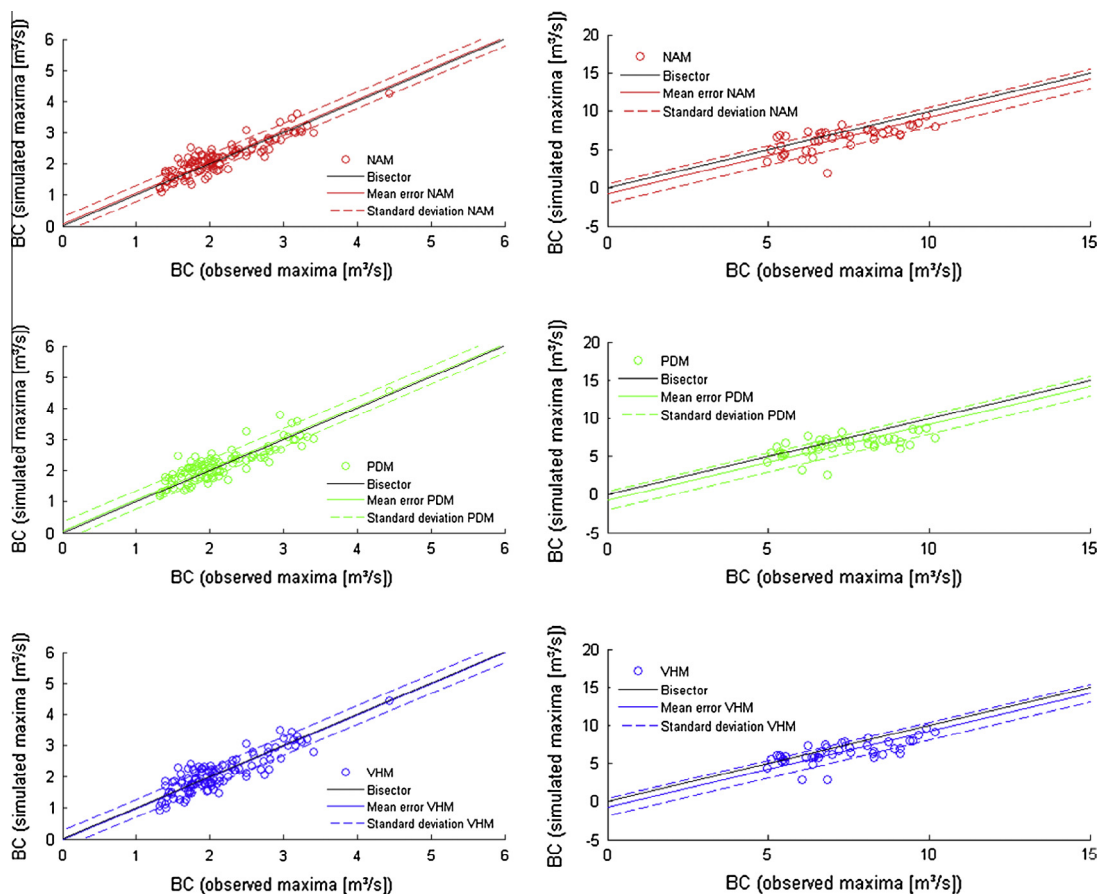 6
5
4
3
2
1
0
BC (simulated maxima [m³/s])
NAM
Bisector
Mean error NAM
Standard deviation NAM
0 1 2 3 4 5 6
BC (observed maxima [m³/s])
20
15
10
5
0
-5
BC (simulated maxima [m³/s])
NAM
Bisector
Mean error NAM
Standard deviation NAM
0 5 10 15
BC (observed maxima [m³/s])
6
5
4
3
2
1
0
BC (simulated maxima [m³/s])
PDM
Bisector
Mean error PDM
Standard deviation PDM
0 1 2 3 4 5 6
BC (observed maxima [m³/s])
20
15
10
5
0
-5
BC (simulated maxima [m³/s])
PDM
Bisector
Mean error PDM
Standard deviation PDM
0 5 10 15
BC (observed maxima [m³/s])
6
5
4
3
2
1
0
BC (simulated maxima [m³/s])
VHM
Bisector
Mean error VHM
Standard deviation VHM
0 1 2 3 4 5 6
BC (observed maxima [m³/s])
20
15
10
5
0
-5
BC (simulated maxima [m³/s])
VHM
Bisector
Mean error VHM
Standard deviation VHM
0 5 10 15
BC (observed maxima [m³/s])